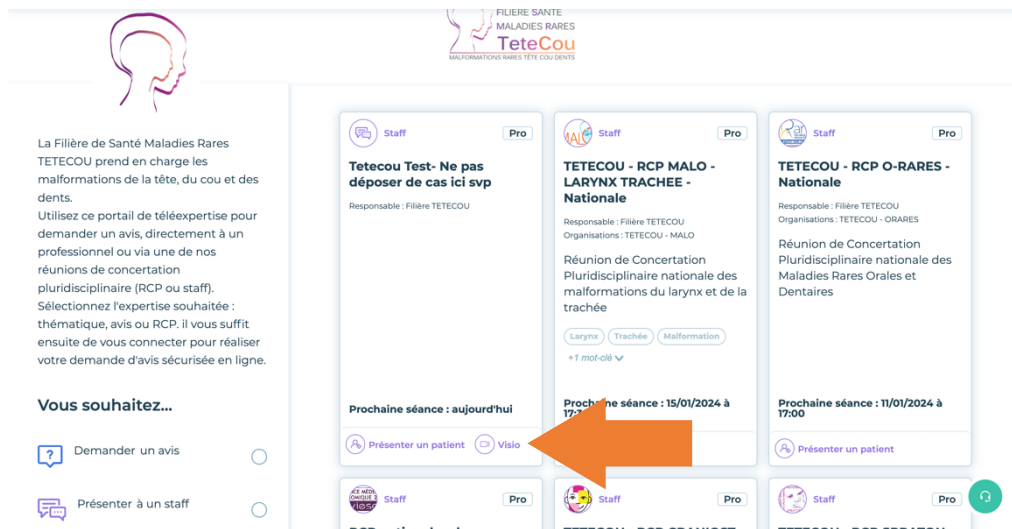 FILIERE SANTÉ
MALADIES RARES
TeteCou
MALFORMATIONS RARES TÊTE COU DENTS
La Filière de Santé Maladies Rares
TETECOU prend en charge les
malformations de la tête, du cou et des
dents.
Utilisez ce portail de téléexpertise pour
demander un avis, directement à un
professionnel ou via une de nos
réunions de concertation
pluridisciplinaire (RCP ou staff).
Sélectionnez l'expertise souhaitée :
thématique, avis ou RCP. il vous suffit
ensuite de vous connecter pour réaliser
votre demande d'avis sécurisée en ligne.
Vous souhaitez...
Demander un avis
Présenter à un staff
Staff Pro
Tetecou Test- Ne pas
déposer de cas ici svp
Responsable : Filière TETECOU
Prochaine séance : aujourd'hui
Présenter un patient Visio
MALO Staff Pro
TETECOU - RCP MALO -
LARYNX TRACHEE -
Nationale
Responsable : Filière TETECOU
Organisations : TETECOU - MALO
Réunion de Concertation
Pluridisciplinaire nationale des
malformations du larynx et de la
trachée
Larynx Trachée Malformation
+1 mot-clé
Prochaine séance : 15/01/2024 à
Staff Pro
TETECOU - RCP O-RARES -
Nationale
Responsable : Filière TETECOU
Organisations : TETECOU - ORARES
Réunion de Concertation
Pluridisciplinaire nationale des
Maladies Rares Orales et
Dentaires
Prochaine séance : 11/01/2024 à
17:00
Présenter un patient
Staff Pro
Staff Pro
Staff Pro